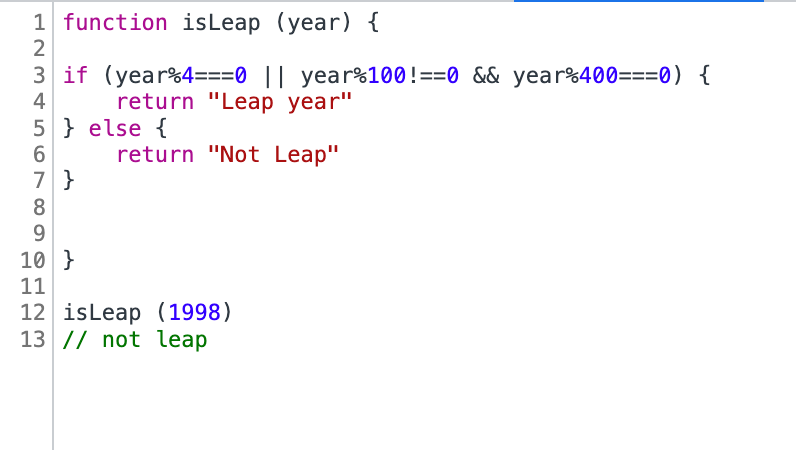 1 function isLeap (year) {
2
3 if (year%4===0 || year%100!==0 && year%400===0) {
4     return "Leap year"
5 } else {
6     return "Not Leap"
7 }
8
9
10 }
11
12 isLeap (1998)
13 // not leap